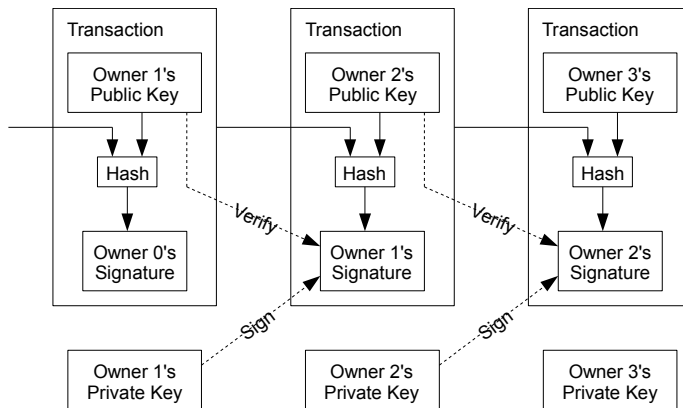 Transaction
Owner 1's
Public Key
Hash
Owner 0's
Signature
Transaction
Owner 2's
Public Key
Hash
Verify
Owner 1's
Signature
Transaction
Owner 3's
Public Key
Hash
Verify
Owner 2's
Signature
Sign
Sign
Owner 1's
Private Key
Owner 2's
Private Key
Owner 3's
Private Key